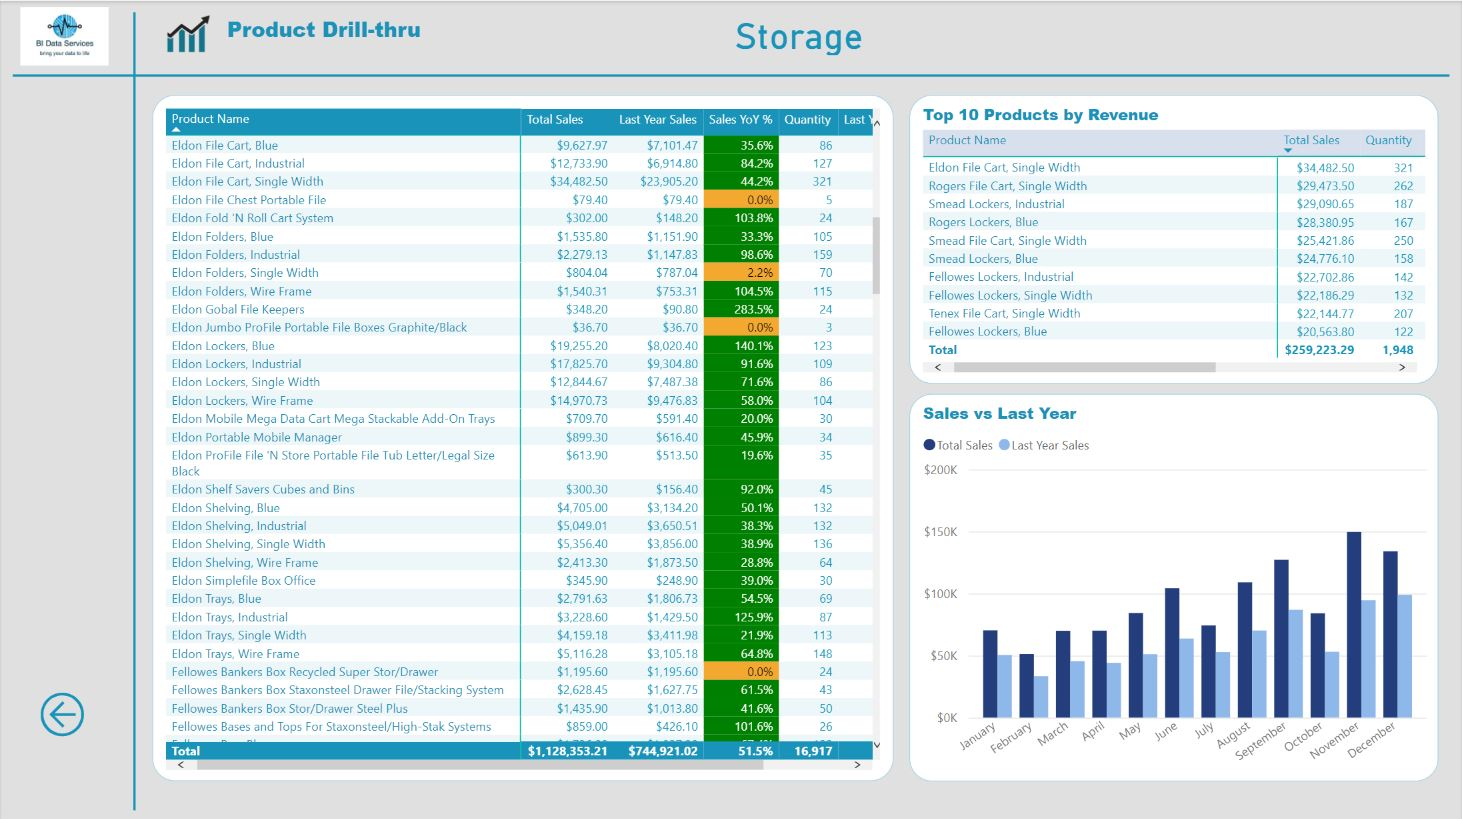 BI Data Services
bring your data to life
Product Drill-thru
Storage
Product Name Total Sales Last Year Sales Sales YoY % Quantity Last
Eldon File Cart, Blue $9,627.97 $7,101.47 35.6% 86
Eldon File Cart, Industrial $12,733.90 $6,914.80 84.2% 127
Eldon File Cart, Single Width $34,482.50 $23,905.20 44.2% 321
Eldon File Chest Portable File $79.40 $79.40 0.0% 5
Eldon Fold 'N Roll Cart System $302.00 $148.20 103.8% 24
Eldon Folders, Blue $1,535.80 $1,151.90 33.3% 105
Eldon Folders, Industrial $2,279.13 $1,147.83 98.6% 159
Eldon Folders, Single Width $804.04 $787.04 2.2% 70
Eldon Folders, Wire Frame $1,540.31 $753.31 104.5% 115
Eldon Gobal File Keepers $348.20 $90.80 283.5% 24
Eldon Jumbo ProFile Portable File Boxes Graphite/Black $36.70 $36.70 0.0% 3
Eldon Lockers, Blue $19,255.20 $8,020.40 140.1% 123
Eldon Lockers, Industrial $17,825.70 $9,304.80 91.6% 109
Eldon Lockers, Single Width $12,844.67 $7,487.38 71.6% 86
Eldon Lockers, Wire Frame $14,970.73 $9,476.83 58.0% 104
Eldon Mobile Mega Data Cart Mega Stackable Add-On Trays $709.70 $591.40 20.0% 30
Eldon Portable Mobile Manager $899.30 $616.40 45.9% 34
Eldon ProFile File 'N Store Portable File Tub Letter/Legal Size $613.90 $513.50 19.6% 35
Black
Eldon Shelf Savers Cubes and Bins $300.30 $156.40 92.0% 45
Eldon Shelving, Blue $4,705.00 $3,134.20 50.1% 132
Eldon Shelving, Industrial $5,049.01 $3,650.51 38.3% 132
Eldon Shelving, Single Width $5,356.40 $3,856.00 38.9% 136
Eldon Shelving, Wire Frame $2,413.30 $1,873.50 28.8% 64
Eldon Simplefile Box Office $345.90 $248.90 39.0% 30
Eldon Trays, Blue $2,791.63 $1,806.73 54.5% 69
Eldon Trays, Industrial $3,228.60 $1,429.50 125.9% 87
Eldon Trays, Single Width $4,159.18 $3,411.98 21.9% 113
Eldon Trays, Wire Frame $5,116.28 $3,105.18 64.8% 148
Fellowes Bankers Box Recycled Super Stor/Drawer $1,195.60 $1,195.60 0.0% 24
Fellowes Bankers Box Staxonsteel Drawer File/Stacking System $2,628.45 $1,627.75 61.5% 43
Fellowes Bankers Box Stor/Drawer Steel Plus $1,435.90 $1,013.80 41.6% 50
Fellowes Bases and Tops For Staxonsteel/High-Stak Systems $859.00 $426.10 101.6% 26
Total $1,128,353.21 $744,921.02 51.5% 16,917
Top 10 Products by Revenue
Product Name Total Sales Quantity
Eldon File Cart, Single Width $34,482.50 321
Rogers File Cart, Single Width $29,473.50 262
Smead Lockers, Industrial $29,090.65 187
Rogers Lockers, Blue $28,380.95 167
Smead File Cart, Single Width $25,421.86 250
Smead Lockers, Blue $24,776.10 158
Fellowes Lockers, Industrial $22,702.86 142
Fellowes Lockers, Single Width $22,186.29 132
Tenex File Cart, Single Width $22,144.77 207
Fellowes Lockers, Blue $20,563.80 122
Total $259,223.29 1,948
Sales vs Last Year
Total Sales Last Year Sales
$200K
$150K
$100K
$50K
$0K
January February March April May June July August September October November December